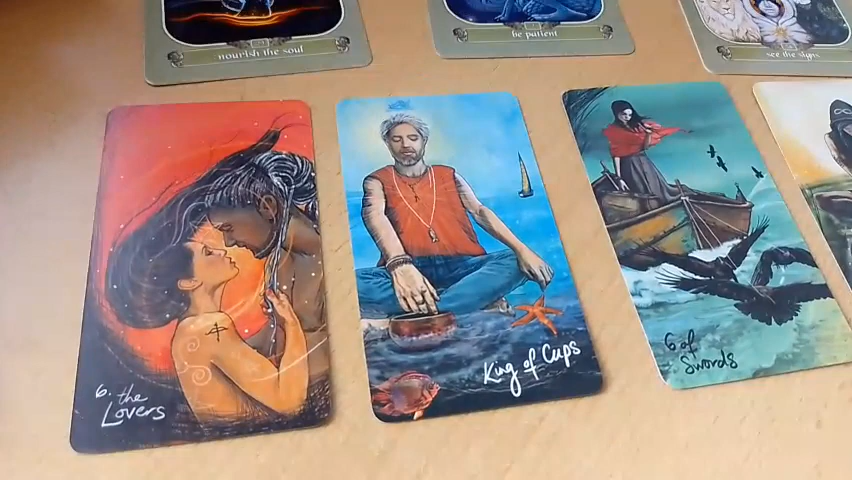 nourish the soul
be patient
see the signs
6. the
Lovers
King of Cups
6 of
Swords